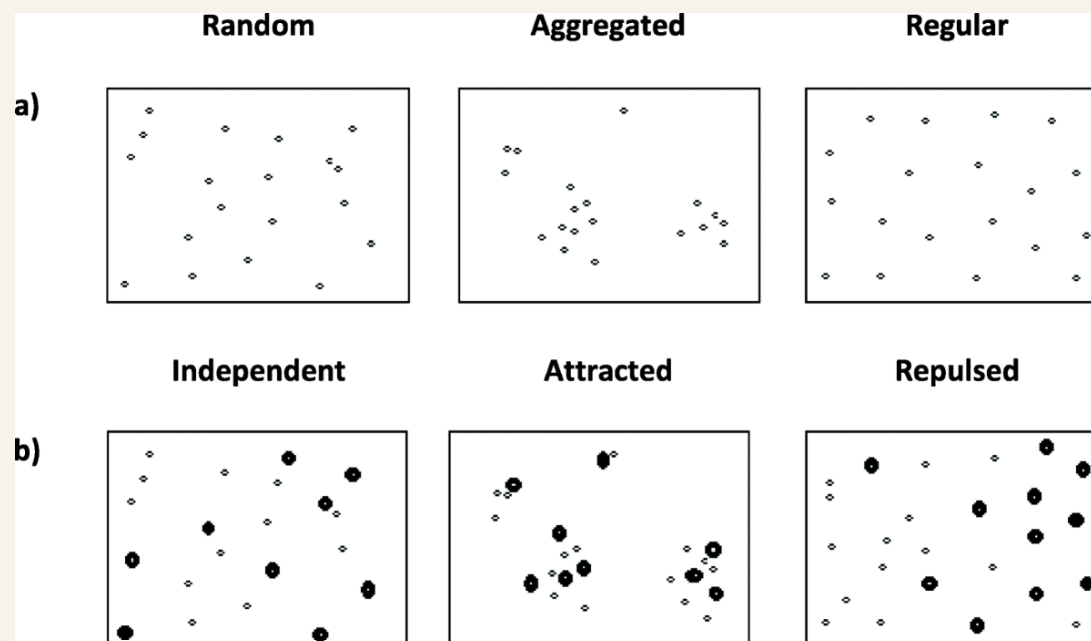 Random Aggregated Regular
a)
Independent Attracted Repulsed
b)